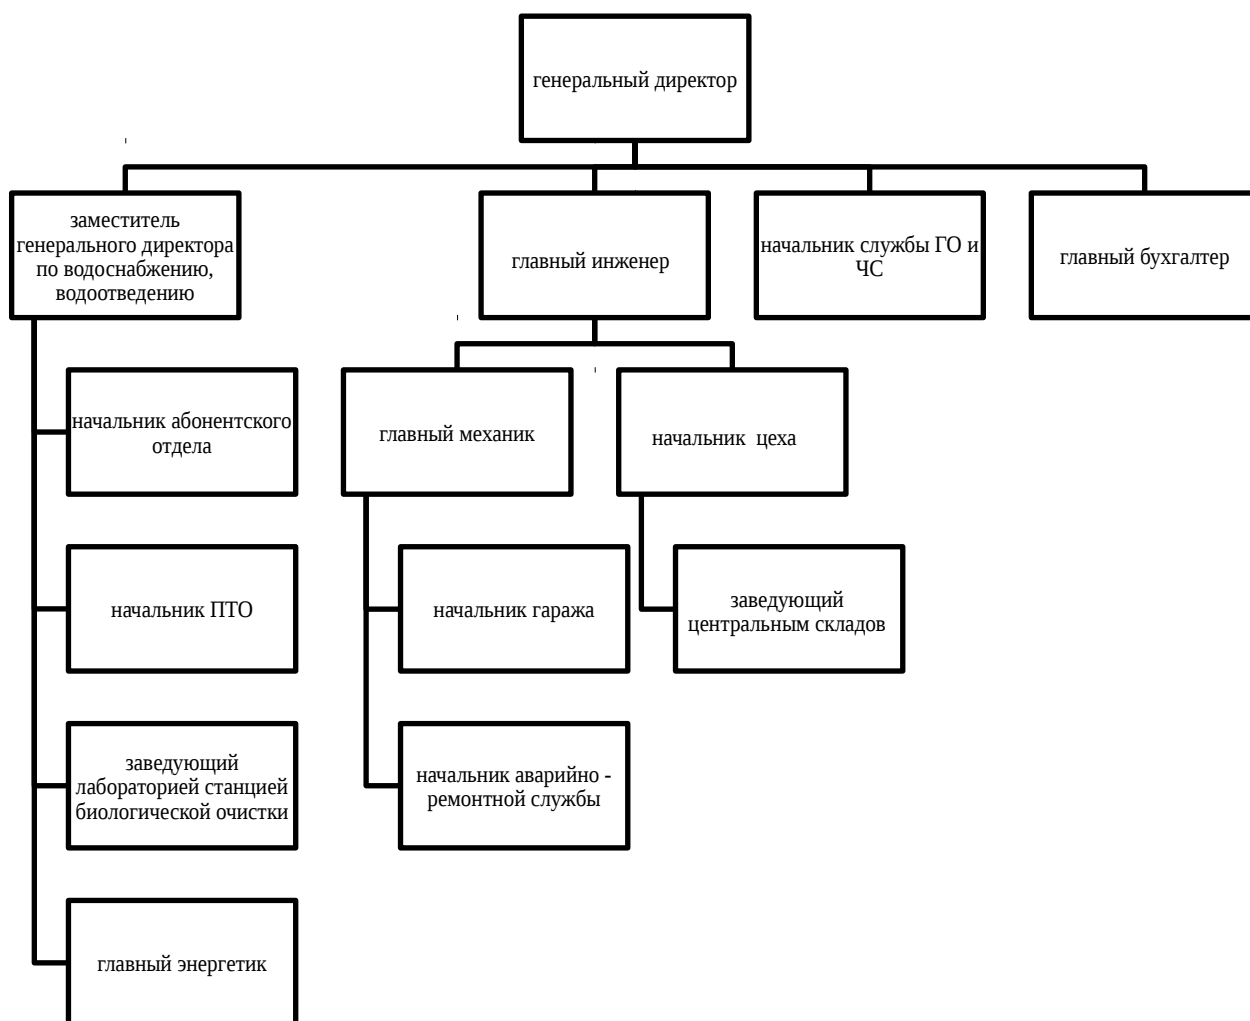 генеральный директор
заместитель
генерального директора
по водоснабжению,
водоотведению
главный инженер
начальник службы ГО и
ЧС
главный бухгалтер
начальник абонентского
отдела
главный механик
начальник цеха
начальник ПТО
начальник гаража
заведующий
центральным складов
заведующий
лабораторией станцией
биологической очистки
начальник аварийно -
ремонтной службы
главный энергетик